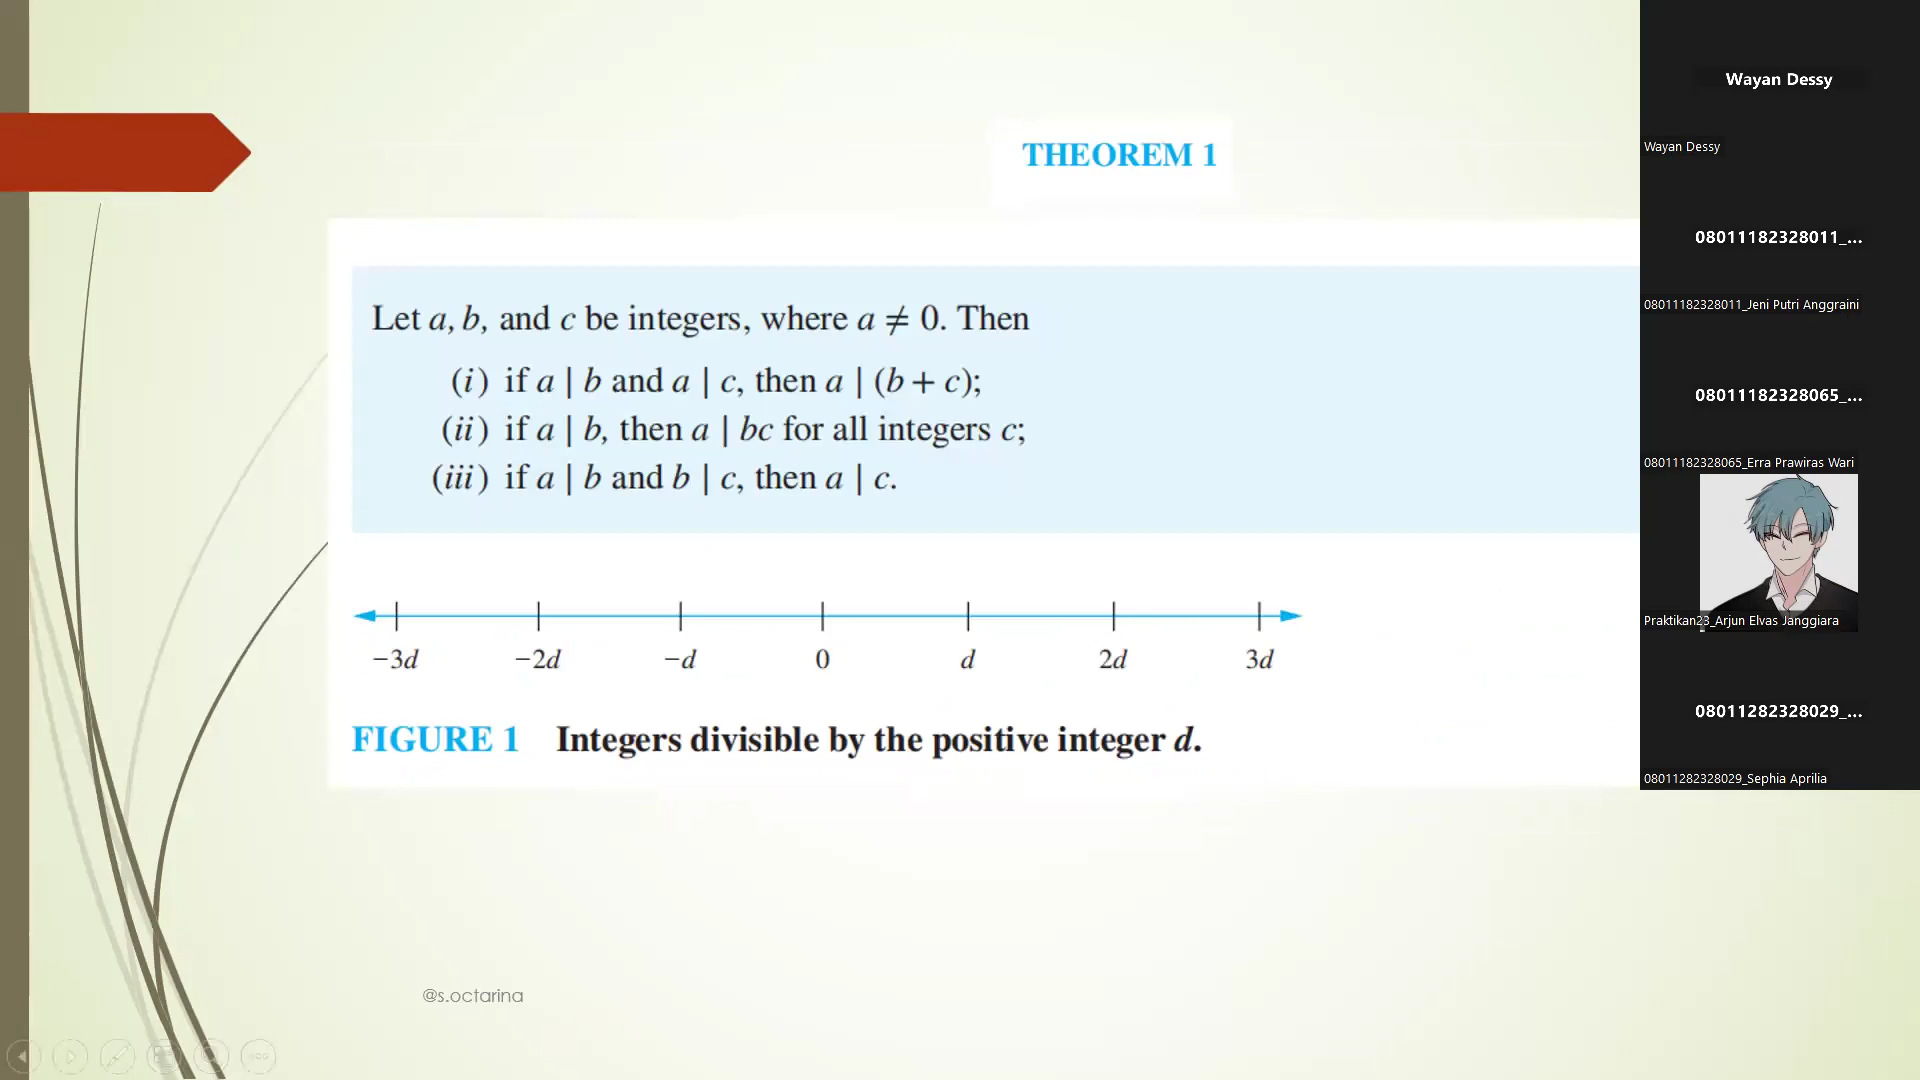 THEOREM 1
Let a, b, and c be integers, where a ≠ 0. Then
(i) if a | b and a | c, then a | (b + c);
(ii) if a | b, then a | bc for all integers c;
(iii) if a | b and b | c, then a | c.
−3d −2d −d 0 d 2d 3d
FIGURE 1 Integers divisible by the positive integer d.
@s.octarina
Wayan Dessy
Wayan Dessy
08011182328011_...
08011182328011_Jeni Putri Anggraini
08011182328065_...
08011182328065_Erra Prawiras Wari
Praktikan23_Arjun Elvas Janggiara
08011282328029_...
08011282328029_Sephia Aprilia